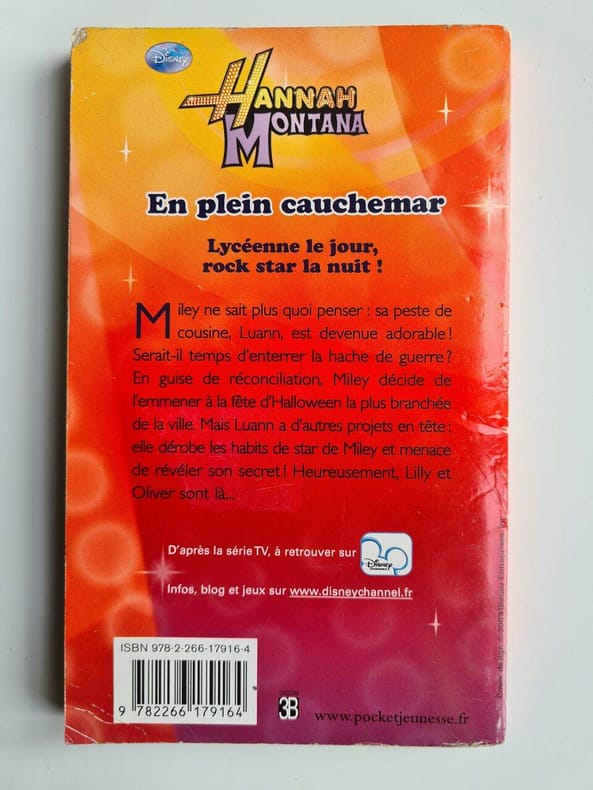 Disney
HANNAH
MONTANA
En plein cauchemar
Lycéenne le jour,
rock star la nuit !
Miley ne sait plus quoi penser : sa peste de
cousine, Luann, est devenue adorable !
Serait-il temps d'enterrer la hache de guerre ?
En guise de réconciliation, Miley décide de
l'emmener à la fête d'Halloween la plus branchée
de la ville. Mais Luann a d'autres projets en tête :
elle dérobe les habits de star de Miley et menace
de révéler son secret ! Heureusement, Lilly et
Oliver sont là...
D'après la série TV, à retrouver sur
Disney
CHANNEL
Infos, blog et jeux sur www.disneychannel.fr
ISBN 978-2-266-17916-4
9 782266 179164
3B
www.pocketjeunesse.fr